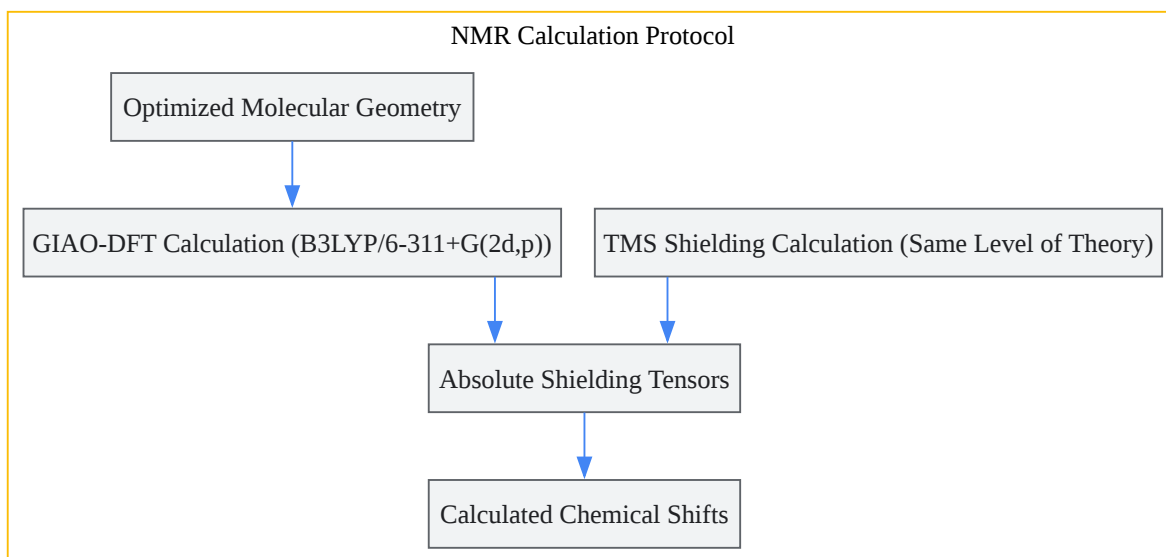 NMR Calculation Protocol
Optimized Molecular Geometry
GIAO-DFT Calculation (B3LYP/6-311+G(2d,p))
TMS Shielding Calculation (Same Level of Theory)
Absolute Shielding Tensors
Calculated Chemical Shifts